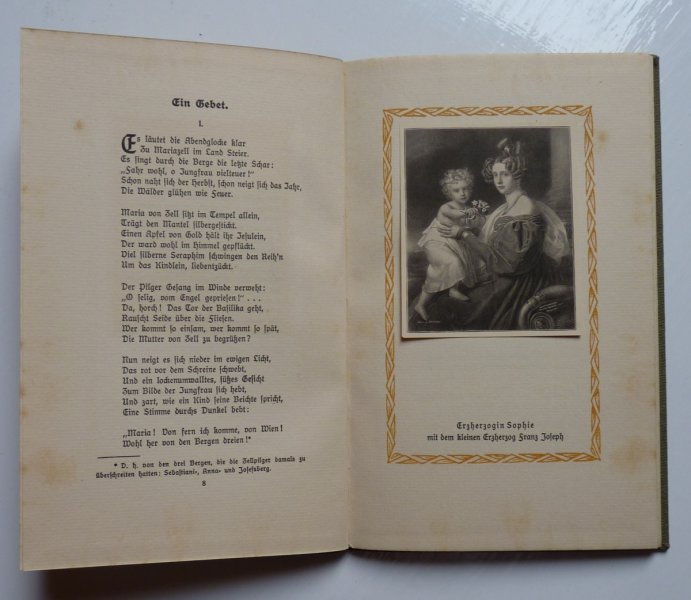 Ein Gebet.
I.
Es läutet die Abendglocke klar
Zu Mariazell im Land Steier.
Es singt durch die Berge die letzte Schar:
„Fahr wohl, o Jungfrau vielteuer!“
Schon naht sich der Herbst, schon neigt sich das Jahr,
Die Wälder glühen wie Feuer.
Maria von Zell sitzt im Tempel allein,
Trägt den Mantel silbergestickt.
Einen Apfel von Gold hält ihr Jesulein,
Der ward wohl im Himmel gepflückt.
Viel silberne Seraphim schwingen den Reih'n
Um das Kindlein, liebentzückt.
Der Pilger Gesang im Winde verweht:
„O selig, vom Engel gepriesen!“ . . .
Da, horch! Das Tor der Basilika geht,
Rauscht Seide über die Fliesen.
Wer kommt so einsam, wer kommt so spät,
Die Mutter von Zell zu begrüßen?
Nun neigt es sich nieder im ewigen Licht,
Das rot vor dem Schreine schwebt,
Und ein lockenumwalltes, süßes Gesicht
Zum Bilde der Jungfrau sich hebt,
Und zart, wie ein Kind seine Beichte spricht,
Eine Stimme durchs Dunkel bebt:
„Maria! Von fern ich komme, von Wien!
Wohl her von den Bergen dreien!*
* D. h. von den drei Bergen, die die Zellpilger damals zu
überschreiten hatten: Sebastiani-, Anna- und Josefsberg.
8
Erzherzogin Sophie
mit dem kleinen Erzherzog Franz Joseph